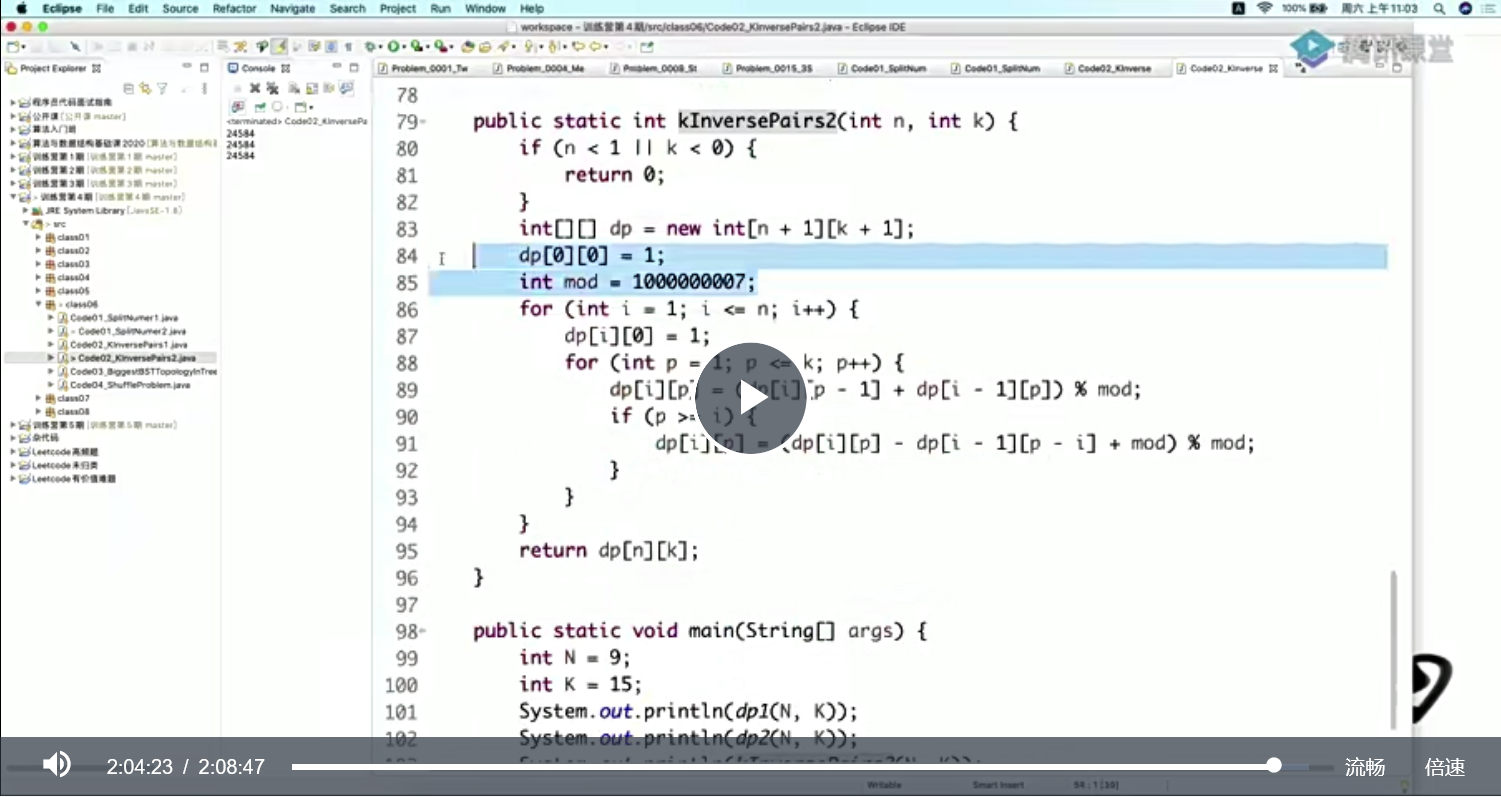 Eclipse File Edit Source Refactor Navigate Search Project Run Window Help 100% 周六 上午11:03
workspace - 训练营第4期/src/class06/Code02_KInversePairs2.java - Eclipse IDE
Project Explorer
程序员代码面试指南
公开课 [公开课 master]
算法入门班
算法与数据结构基础课2020
训练营第1期 [训练营第1期 master]
训练营第2期 [训练营第2期 master]
训练营第3期 [训练营第3期 master]
> 训练营第4期 [训练营第4期 master]
JRE System Library [JavaSE-1.8]
> src
class01
class02
class03
class04
class05
> class06
Code01_SplitNumer1.java
> Code01_SplitNumer2.java
Code02_KInversePairs1.java
> Code02_KInversePairs2.java
Code03_BiggestBSTTopologyInTree
Code04_ShuffleProblem.java
class07
class08
训练营第5期 [训练营第5期 master]
杂代码
Leetcode高频题
Leetcode未归类
Leetcode有价值难题
Console
<terminated> Code02_KInversePa
24584
24584
24584
Problem_0001_Tw Problem_0004_Me Problem_0008_St Problem_0015_3S Code01_SplitNum Code01_SplitNum Code02_KInverse Code02_KInverse
78
79 public static int kInversePairs2(int n, int k) {
80 if (n < 1 || k < 0) {
81 return 0;
82 }
83 int[][] dp = new int[n + 1][k + 1];
84 dp[0][0] = 1;
85 int mod = 1000000007;
86 for (int i = 1; i <= n; i++) {
87 dp[i][0] = 1;
88 for (int p = 1; p <= k; p++) {
89 dp[i][p] = (dp[i][p - 1] + dp[i - 1][p]) % mod;
90 if (p >= i) {
91 dp[i][p] = (dp[i][p] - dp[i - 1][p - i] + mod) % mod;
92 }
93 }
94 }
95 return dp[n][k];
96 }
97
98 public static void main(String[] args) {
99 int N = 9;
100 int K = 15;
101 System.out.println(dp1(N, K));
102 System.out.println(dp2(N, K));
2:04:23 / 2:08:47 流畅 倍速
Writable Smart Insert